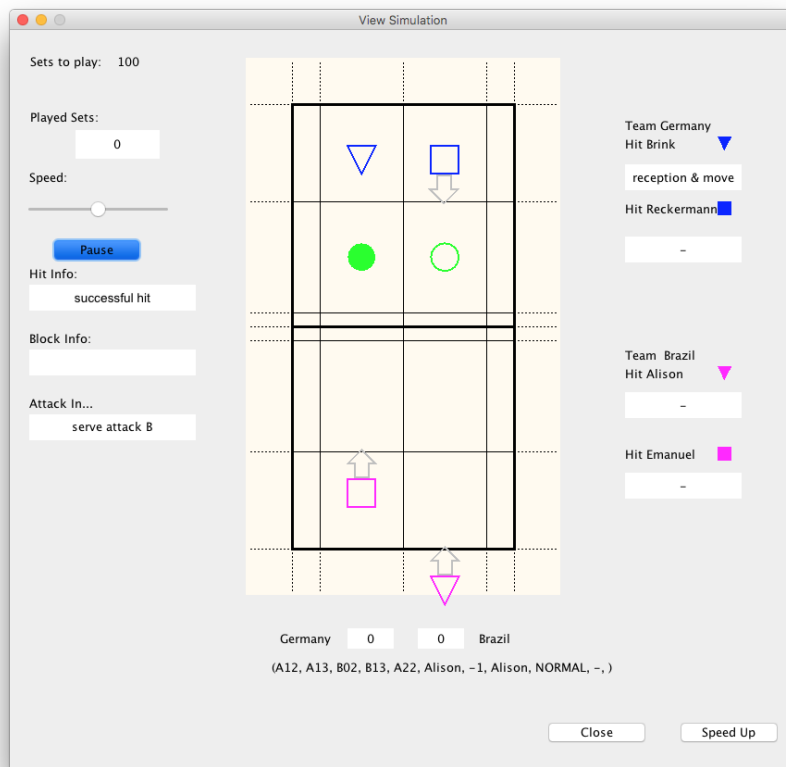 View Simulation
Sets to play: 100
Played Sets:
0
Speed:
Pause
Hit Info:
successful hit
Block Info:
Attack In...
serve attack B
Team Germany
Hit Brink
reception & move
Hit Reckermann
-
Team Brazil
Hit Alison
-
Hit Emanuel
-
Germany 0 0 Brazil
(A12, A13, B02, B13, A22, Alison, -1, Alison, NORMAL, -, )
Close Speed Up